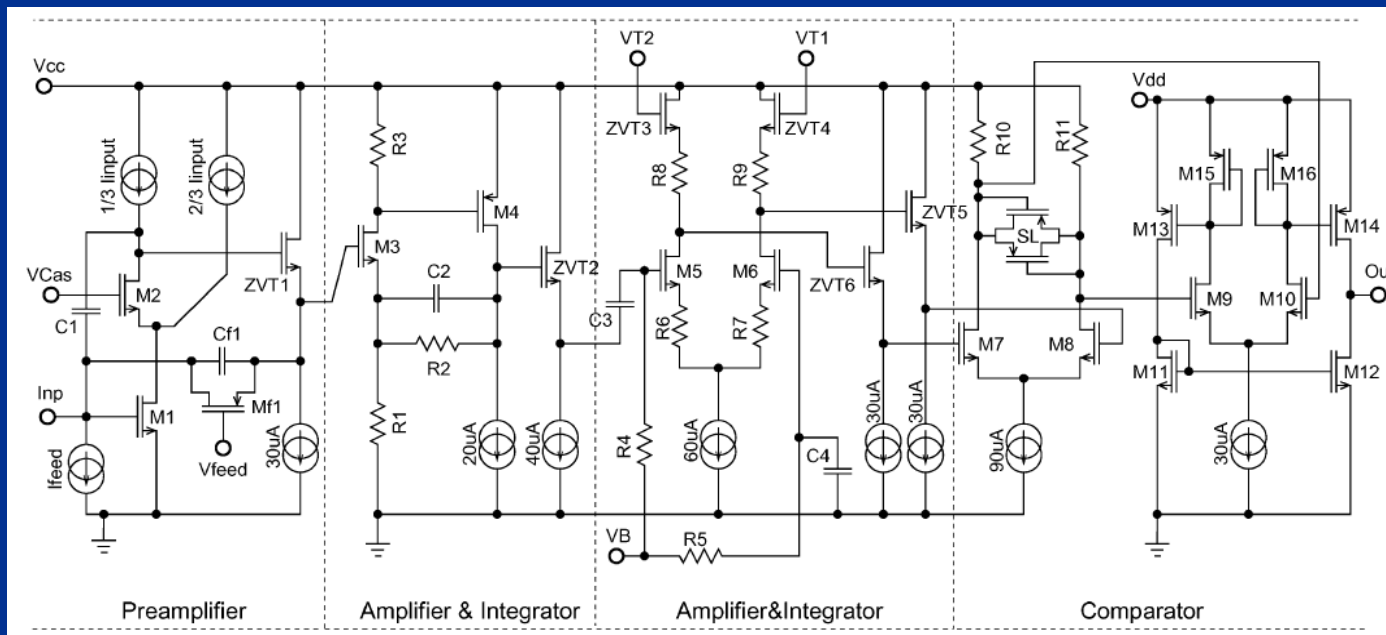 VT2
VT1
Vcc
Vdd
ZVT3
ZVT4
R3
R10
R11
1/3 Iinput
2/3 Iinput
R8
R9
M15
M16
M4
ZVT5
M3
SL
M13
M14
VCas
M2
ZVT1
C2
ZVT2
M5
M6
ZVT6
Ou
C1
C3
M9
M10
Cf1
R2
R6
R7
M7
M8
M11
M12
Inp
M1
Mf1
R1
R4
Vfeed
Ifeed
30uA
20uA
40uA
60uA
C4
30uA
30uA
90uA
30uA
VB
R5
Preamplifier
Amplifier & Integrator
Amplifier&Integrator
Comparator